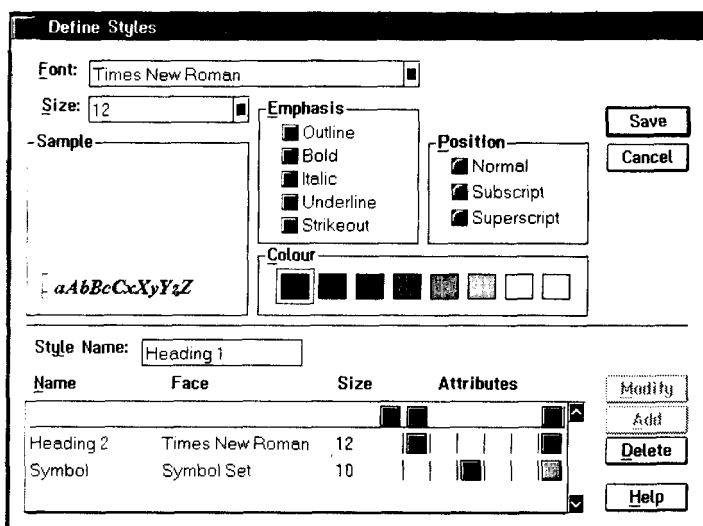 Define Styles
Font: Times New Roman
Size: 12
Emphasis
Outline
Bold
Italic
Underline
Strikeout
Position
Normal
Subscript
Superscript
Save
Cancel
Sample
aAbBcCxXyYzZ
Colour
Style Name: Heading 1
Name Face Size Attributes
Heading 2 Times New Roman 12
Symbol Symbol Set 10
Modify
Add
Delete
Help